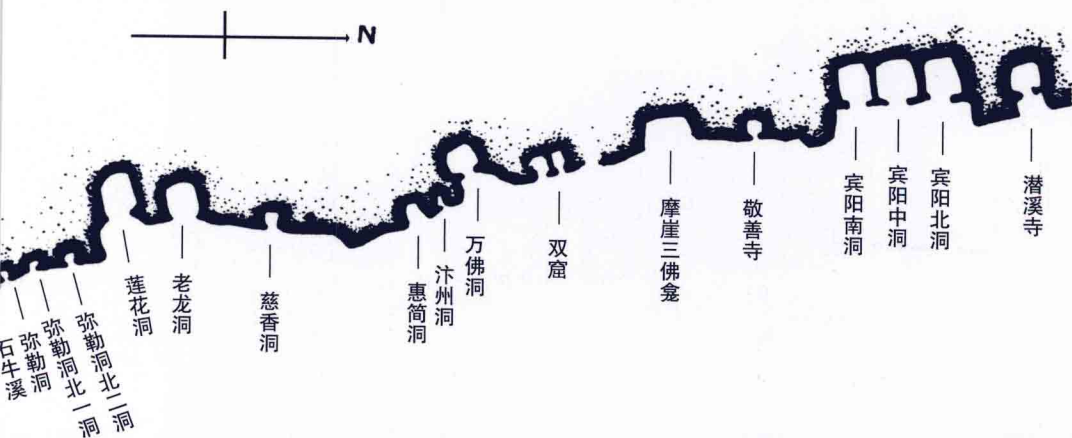 N
石牛溪
弥勒洞
弥勒洞北一洞
弥勒洞北二洞
莲花洞
老龙洞
慈香洞
惠简洞
汴州洞
万佛洞
双窟
摩崖三佛龛
敬善寺
宾阳南洞
宾阳中洞
宾阳北洞
潜溪寺